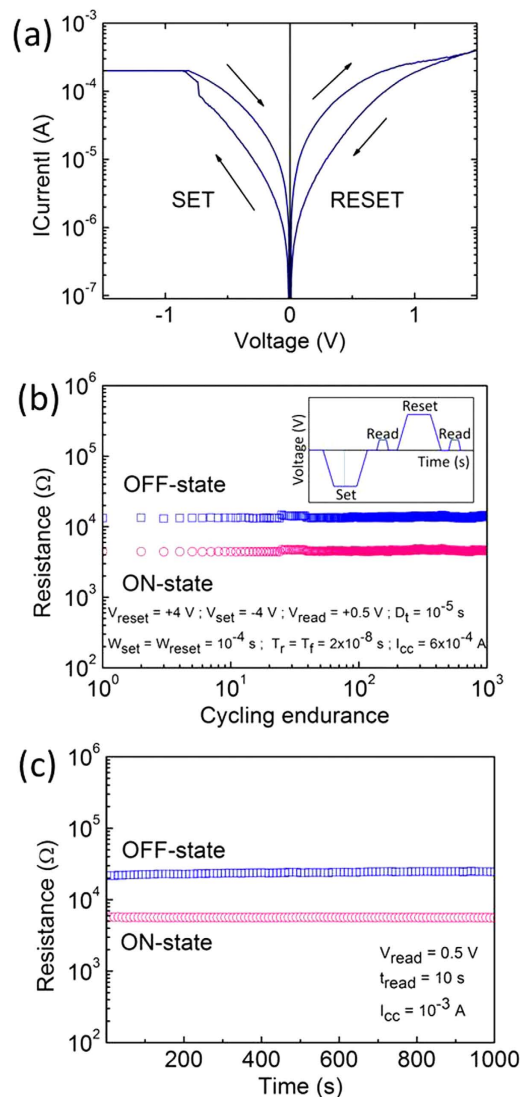 (a)
10⁻³
10⁻⁴
10⁻⁵
10⁻⁶
10⁻⁷
ICurrentI (A)
SET
RESET
-1
0
1
Voltage (V)
(b)
10⁶
10⁵
10⁴
10³
10²
Resistance (Ω)
Voltage (V)
Reset
Read
Read
Time (s)
Set
OFF-state
ON-state
V_reset = +4 V ; V_set = -4 V ; V_read = +0.5 V ; D_t = 10⁻⁵ s
W_set = W_reset = 10⁻⁴ s ; T_r = T_f = 2x10⁻⁸ s ; I_cc = 6x10⁻⁴ A
10⁰
10¹
10²
10³
Cycling endurance
(c)
10⁶
10⁵
10⁴
10³
10²
Resistance (Ω)
OFF-state
ON-state
V_read = 0.5 V
t_read = 10 s
I_cc = 10⁻³ A
200
400
600
800
1000
Time (s)